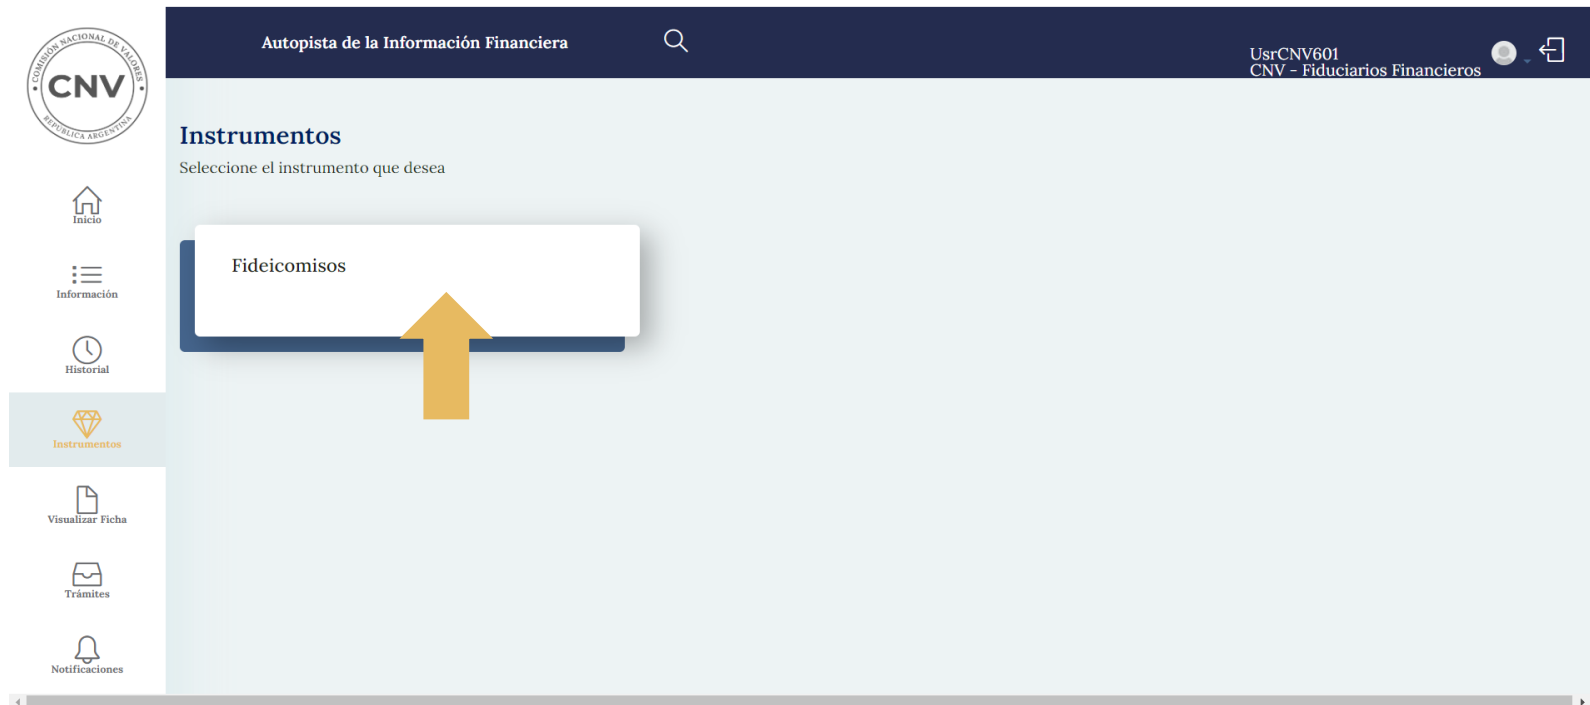 COMISIÓN NACIONAL DE VALORES
CNV
REPÚBLICA ARGENTINA
Autopista de la Información Financiera
UsrCNV601
CNV - Fiduciarios Financieros
Instrumentos
Seleccione el instrumento que desea
Fideicomisos
Inicio
Información
Historial
Instrumentos
Visualizar Ficha
Trámites
Notificaciones